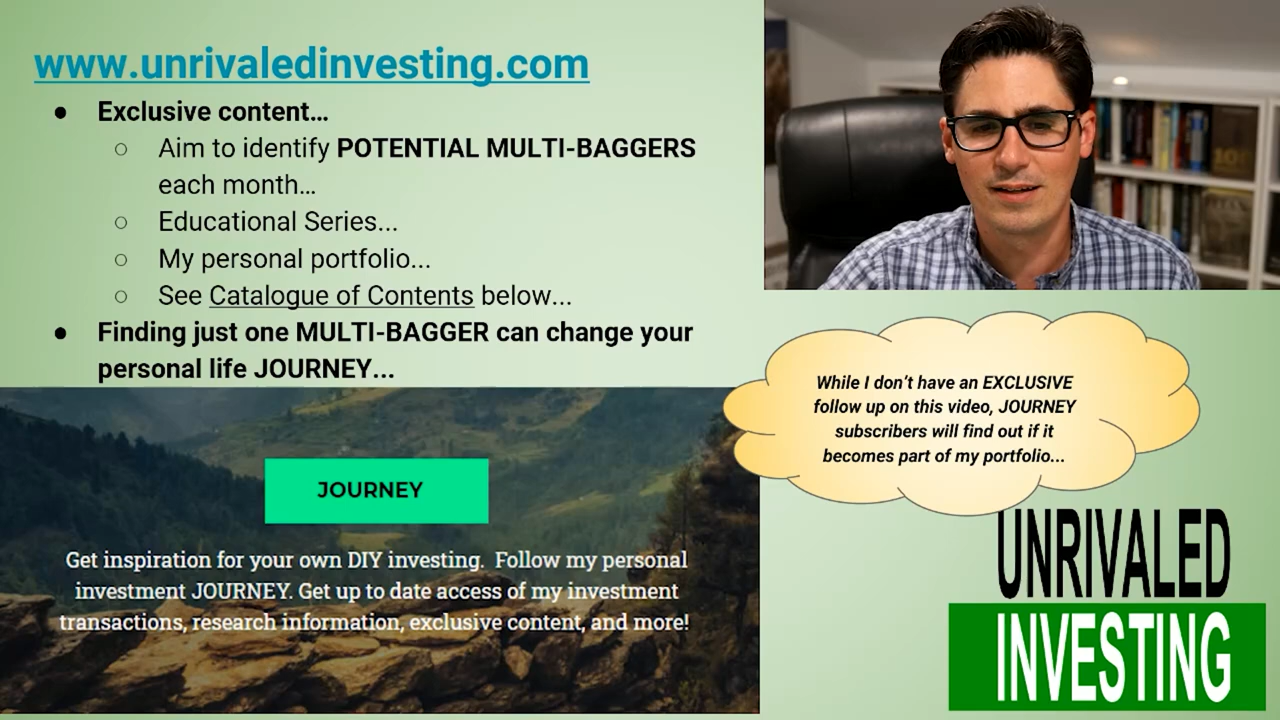 www.unrivaledinvesting.com
● Exclusive content…
○ Aim to identify POTENTIAL MULTI-BAGGERS
each month…
○ Educational Series...
○ My personal portfolio...
○ See Catalogue of Contents below...
● Finding just one MULTI-BAGGER can change your
personal life JOURNEY...
While I don’t have an EXCLUSIVE
follow up on this video, JOURNEY
subscribers will find out if it
becomes part of my portfolio...
JOURNEY
Get inspiration for your own DIY investing. Follow my personal
investment JOURNEY. Get up to date access of my investment
transactions, research information, exclusive content, and more!
UNRIVALED
INVESTING